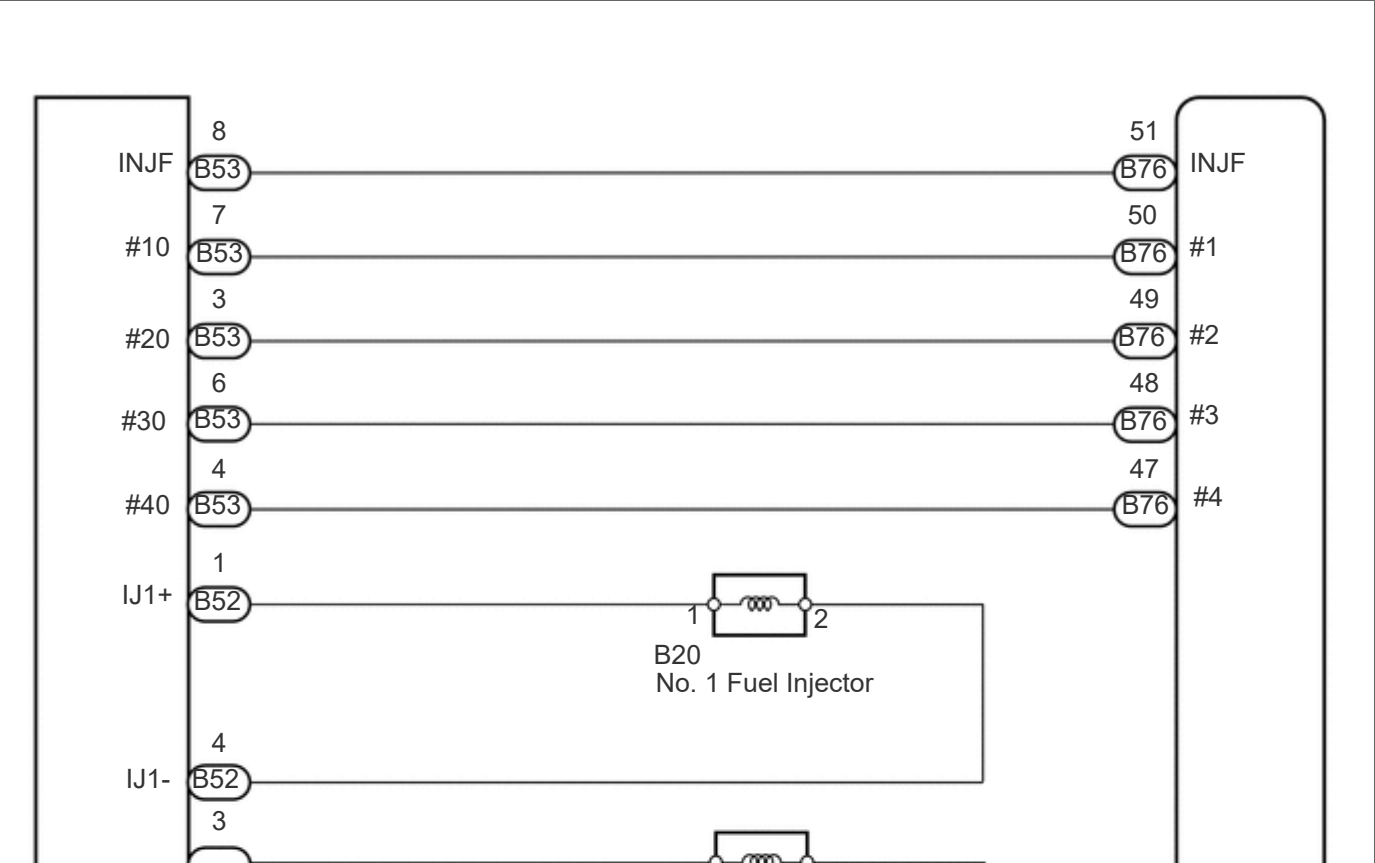 8 51
INJF B53 B76 INJF
7 50
#10 B53 B76 #1
3 49
#20 B53 B76 #2
6 48
#30 B53 B76 #3
4 47
#40 B53 B76 #4
1
IJ1+ B52
1 2
B20
No. 1 Fuel Injector
4
IJ1- B52
3